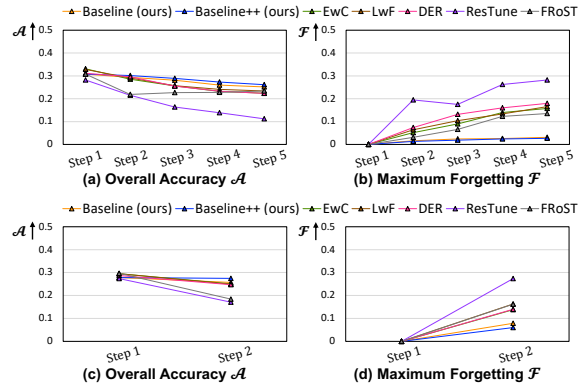 Baseline (ours) Baseline++ (ours) EwC LwF DER ResTune FRoST
𝒜 ↑ 0.5 0.4 0.3 0.2 0.1 0
Step 1 Step 2 Step 3 Step 4 Step 5
(a) Overall Accuracy 𝒜
ℱ ↑ 0.5 0.4 0.3 0.2 0.1 0
Step 1 Step 2 Step 3 Step 4 Step 5
(b) Maximum Forgetting ℱ
Baseline (ours) Baseline++ (ours) EwC LwF DER ResTune FRoST
𝒜 ↑ 0.5 0.4 0.3 0.2 0.1 0
Step 1 Step 2
(c) Overall Accuracy 𝒜
ℱ ↑ 0.5 0.4 0.3 0.2 0.1 0
Step 1 Step 2
(d) Maximum Forgetting ℱ